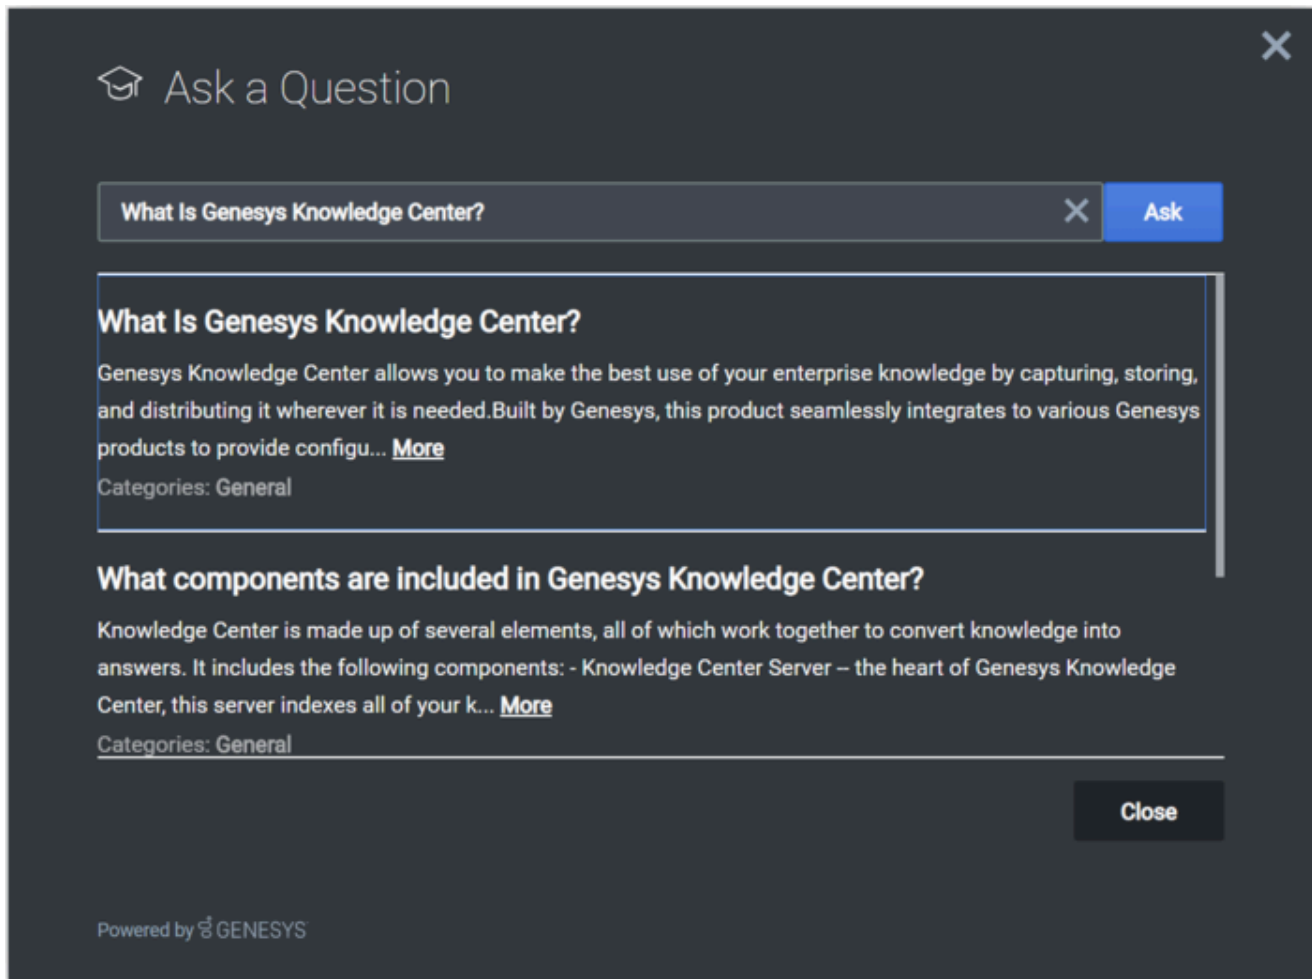 Ask a Question
What Is Genesys Knowledge Center?
Ask
What Is Genesys Knowledge Center?
Genesys Knowledge Center allows you to make the best use of your enterprise knowledge by capturing, storing,
and distributing it wherever it is needed.Built by Genesys, this product seamlessly integrates to various Genesys
products to provide configu... More
Categories: General
What components are included in Genesys Knowledge Center?
Knowledge Center is made up of several elements, all of which work together to convert knowledge into
answers. It includes the following components: - Knowledge Center Server – the heart of Genesys Knowledge
Center, this server indexes all of your k... More
Categories: General
Close
Powered by GENESYS